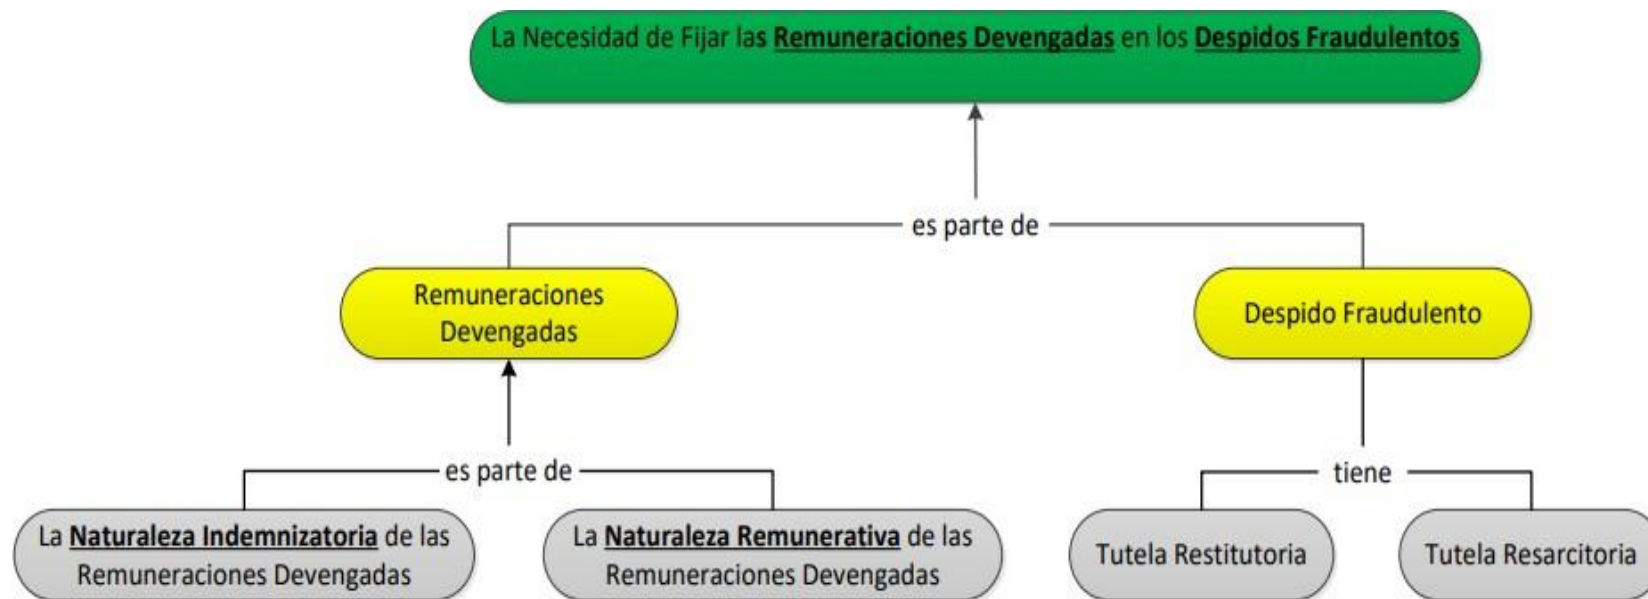 La Necesidad de Fijar las Remuneraciones Devengadas en los Despidos Fraudulentos
es parte de
Remuneraciones
Devengadas
Despido Fraudulento
es parte de
tiene
La Naturaleza Indemnizatoria de las
Remuneraciones Devengadas
La Naturaleza Remunerativa de las
Remuneraciones Devengadas
Tutela Restitutoria
Tutela Resarcitoria